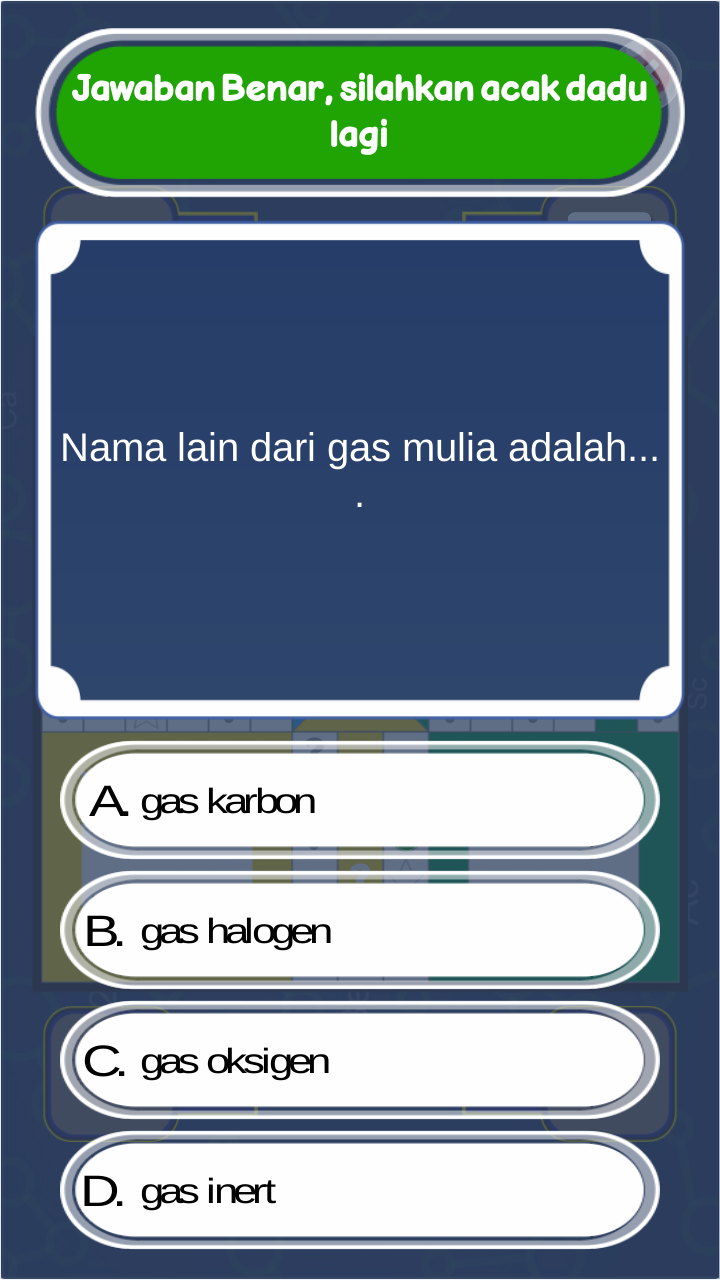 Jawaban Benar, silahkan acak dadu
lagi
Nama lain dari gas mulia adalah...
.
A. gas karbon
B. gas halogen
C. gas oksigen
D. gas inert